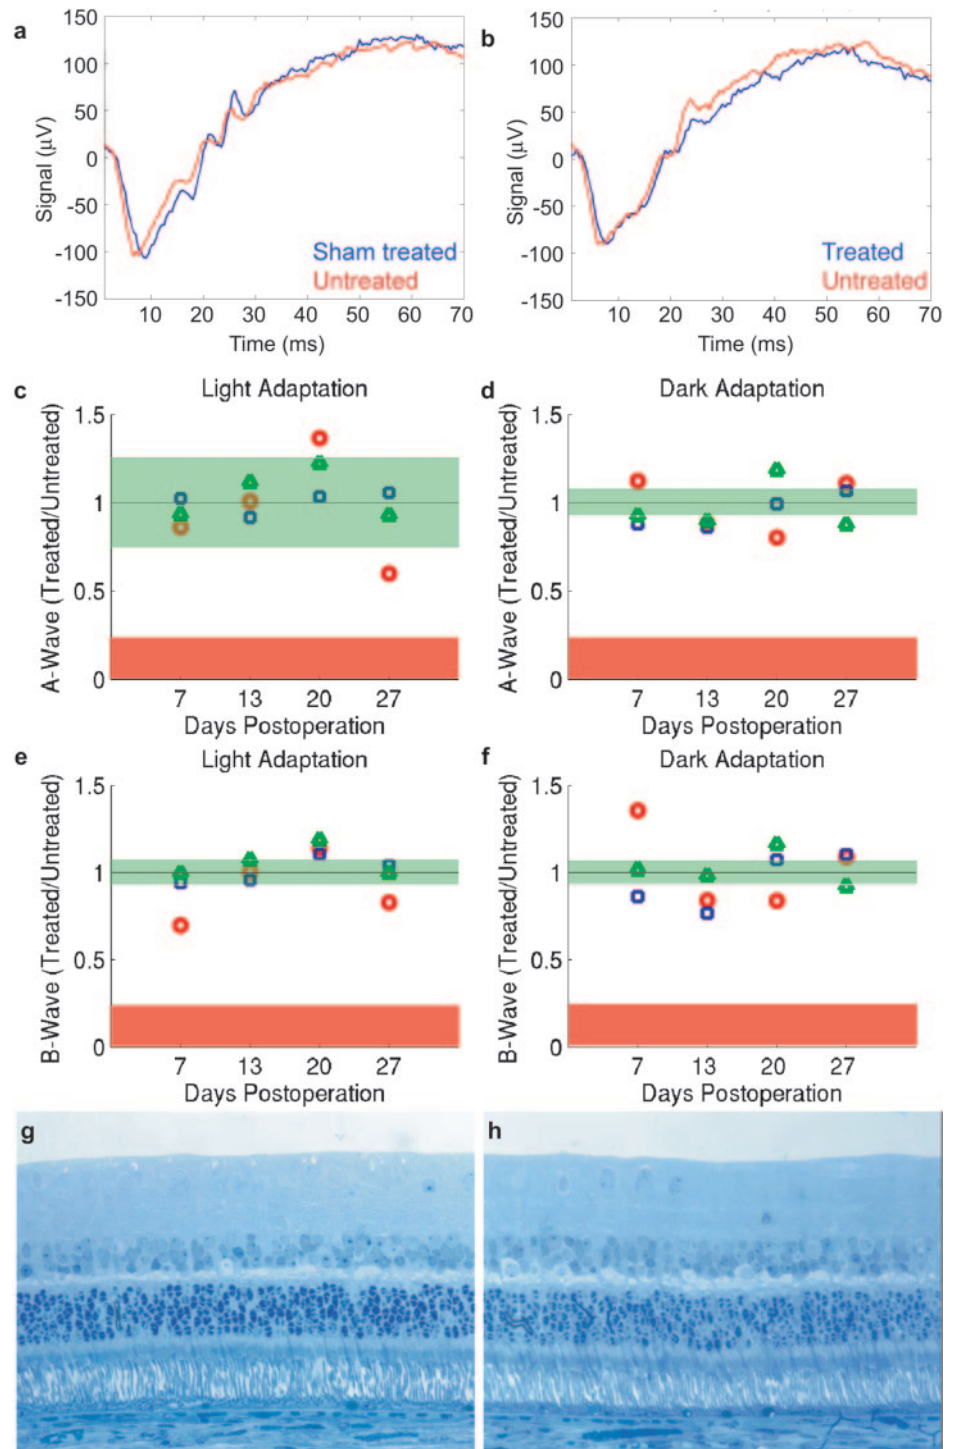 a
150
100
50
0
-50
-100
-150
Signal (µV)
Sham treated
Untreated
10 20 30 40 50 60 70
Time (ms)
b
150
100
50
0
-50
-100
-150
Signal (µV)
Treated
Untreated
10 20 30 40 50 60 70
Time (ms)
c
Light Adaptation
1.5
1
0.5
0
A-Wave (Treated/Untreated)
7 13 20 27
Days Postoperation
d
Dark Adaptation
1.5
1
0.5
0
A-Wave (Treated/Untreated)
7 13 20 27
Days Postoperation
e
Light Adaptation
1.5
1
0.5
0
B-Wave (Treated/Untreated)
7 13 20 27
Days Postoperation
f
Dark Adaptation
1.5
1
0.5
0
B-Wave (Treated/Untreated)
7 13 20 27
Days Postoperation
g
h